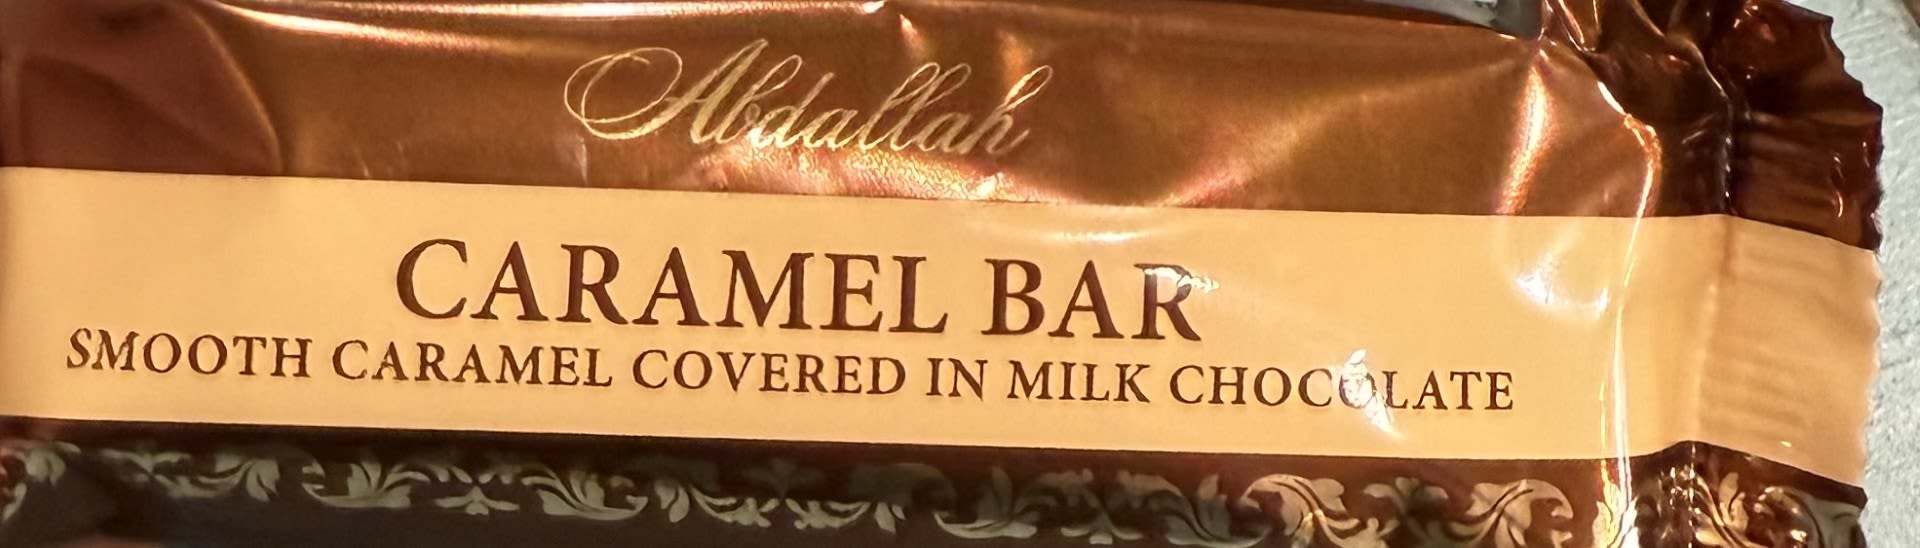 Abdallah
CARAMEL BAR
SMOOTH CARAMEL COVERED IN MILK CHOCOLATE